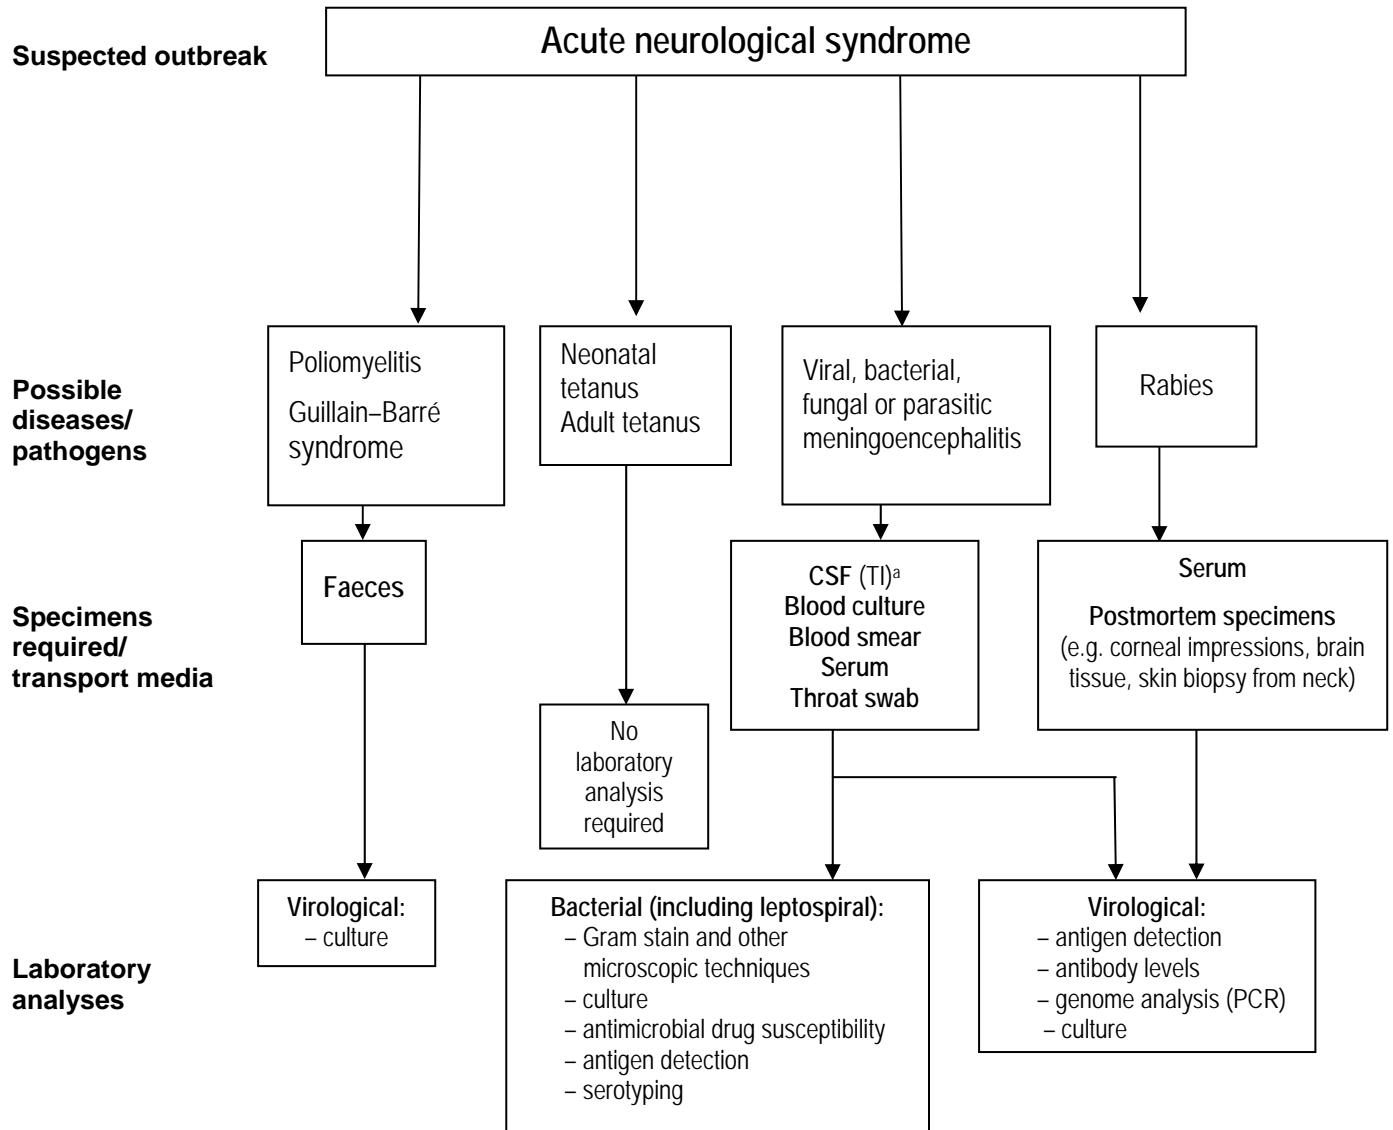 Suspected outbreak
Acute neurological syndrome
Possible
diseases/
pathogens
Poliomyelitis
Guillain–Barré
syndrome
Neonatal
tetanus
Adult tetanus
Viral, bacterial,
fungal or parasitic
meningoencephalitis
Rabies
Specimens
required/
transport media
Faeces
No
laboratory
analysis
required
CSF (TI)ᵃ
Blood culture
Blood smear
Serum
Throat swab
Serum
Postmortem specimens
(e.g. corneal impressions, brain
tissue, skin biopsy from neck)
Laboratory
analyses
Virological:
– culture
Bacterial (including leptospiral):
– Gram stain and other
microscopic techniques
– culture
– antimicrobial drug susceptibility
– antigen detection
– serotyping
Virological:
– antigen detection
– antibody levels
– genome analysis (PCR)
– culture